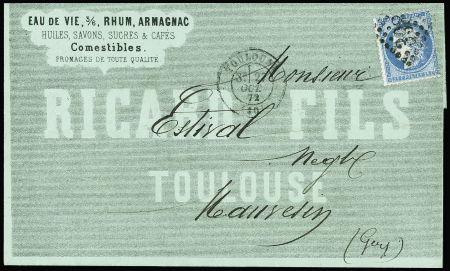 EAU DE VIE, 3/6, RHUM, ARMAGNAC
HUILES, SAVONS, SUCRES & CAFÉS
Comestibles.
FROMAGES DE TOUTE QUALITÉ
TOULOUSE
OCT.
72
Monsieur
RICARD FILS
Estival
Negt
TOULOUSE
Mauvezin
(Gers)